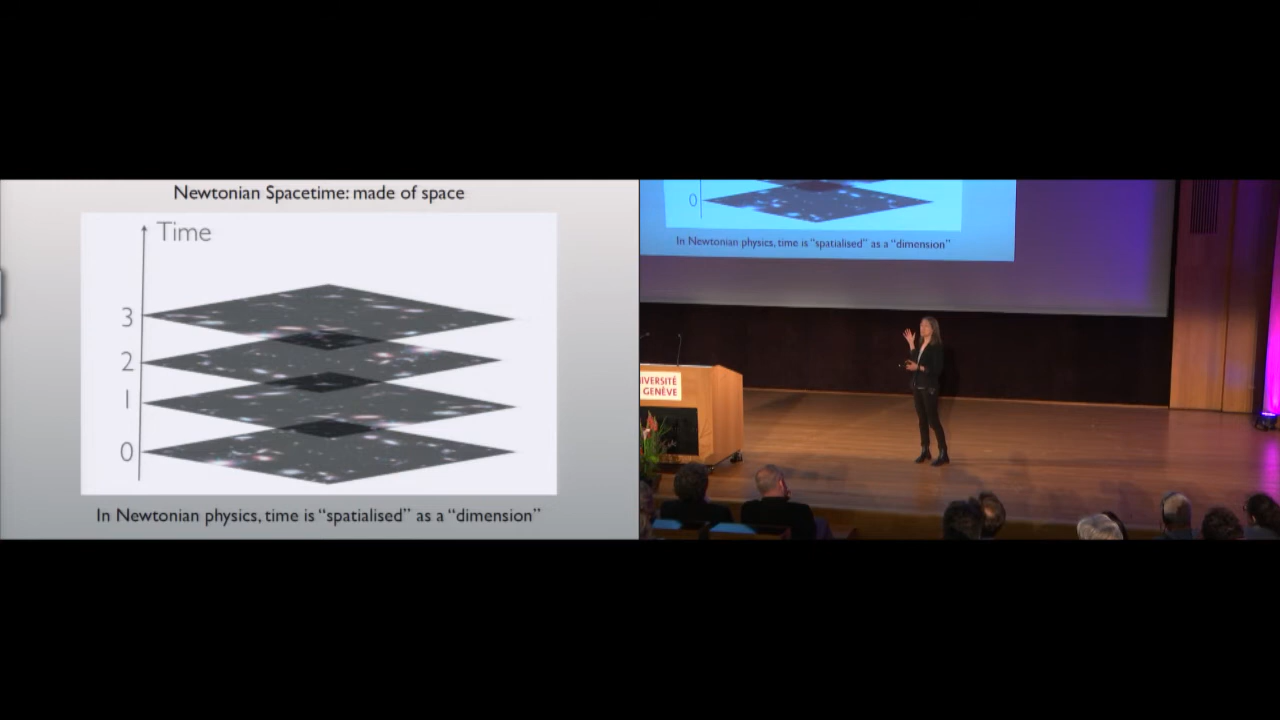 Newtonian Spacetime: made of space
Time
3
2
1
0
In Newtonian physics, time is “spatialised” as a “dimension”
0
In Newtonian physics, time is “spatialised” as a “dimension”
IVERSITÉ
GENÈVE